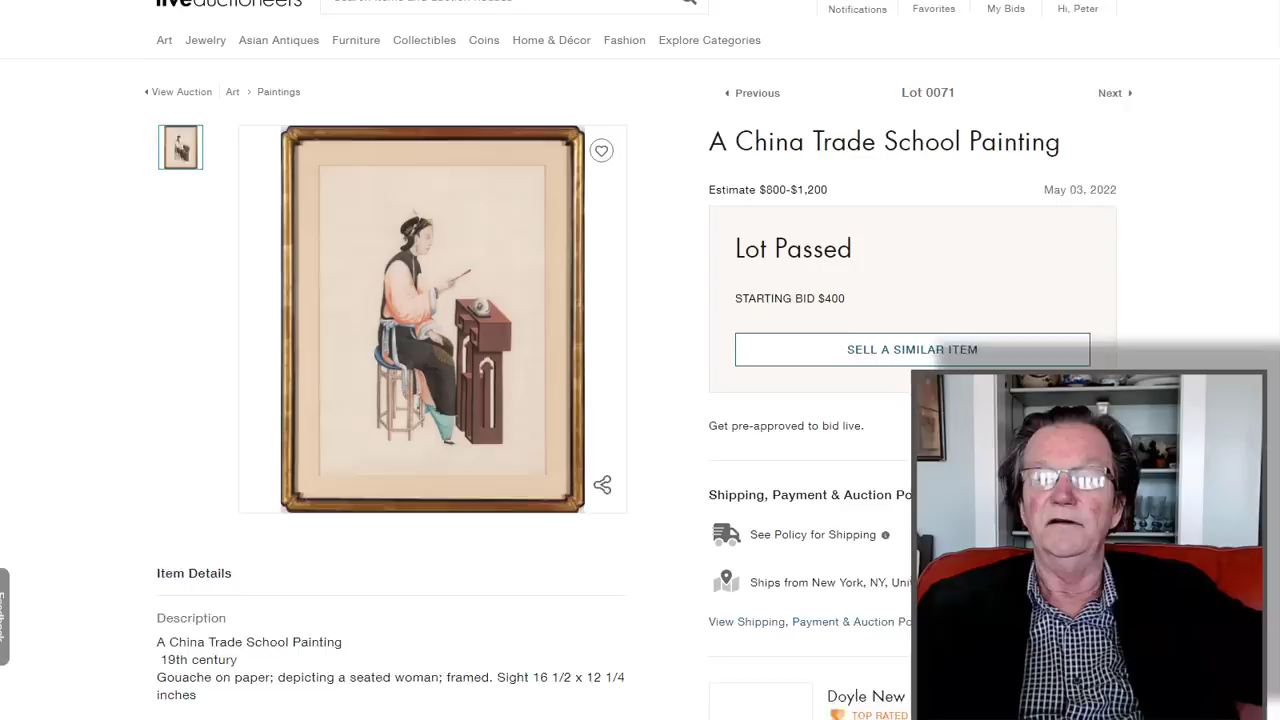 liveauctioneers
Notifications
Favorites
My Bids
Hi, Peter
Art
Jewelry
Asian Antiques
Furniture
Collectibles
Coins
Home & Décor
Fashion
Explore Categories
View Auction
Art
Paintings
Previous
Lot 0071
Next
A China Trade School Painting
Estimate $800-$1,200
May 03, 2022
Lot Passed
STARTING BID $400
SELL A SIMILAR ITEM
Get pre-approved to bid live.
Shipping, Payment & Auction Po
See Policy for Shipping
Ships from New York, NY, Uni
View Shipping, Payment & Auction Po
Doyle New
TOP RATED
Item Details
Description
A China Trade School Painting
19th century
Gouache on paper; depicting a seated woman; framed. Sight 16 1/2 x 12 1/4
inches
Feedback